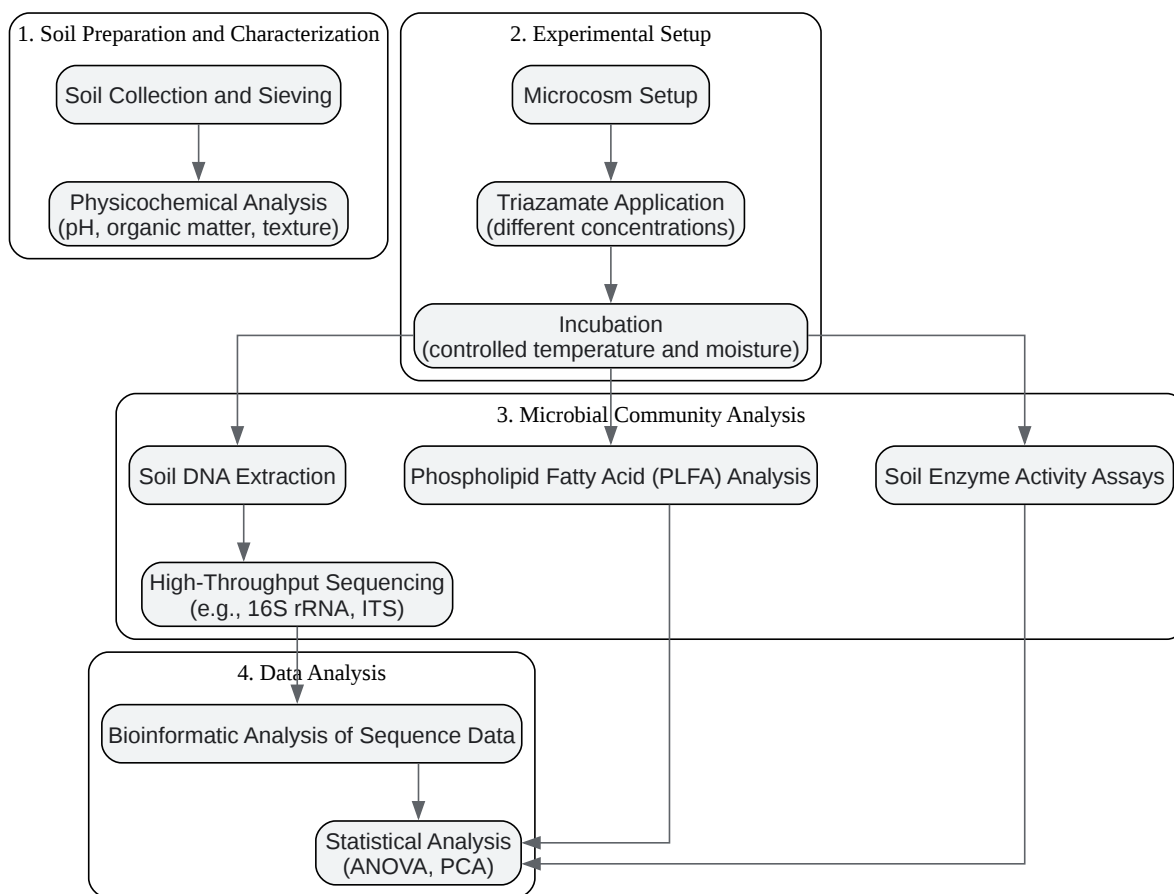 1. Soil Preparation and Characterization
Soil Collection and Sieving
Physicochemical Analysis
(pH, organic matter, texture)
2. Experimental Setup
Microcosm Setup
Triazamate Application
(different concentrations)
Incubation
(controlled temperature and moisture)
3. Microbial Community Analysis
Soil DNA Extraction
Phospholipid Fatty Acid (PLFA) Analysis
Soil Enzyme Activity Assays
High-Throughput Sequencing
(e.g., 16S rRNA, ITS)
4. Data Analysis
Bioinformatic Analysis of Sequence Data
Statistical Analysis
(ANOVA, PCA)